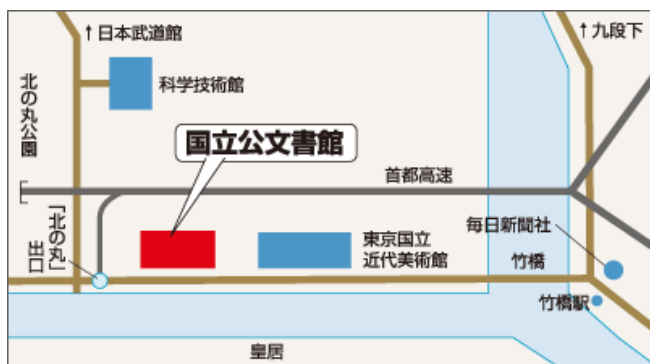 ↑日本武道館
↑九段下
科学技術館
北の丸公園
国立公文書館
首都高速
「北の丸」
出口
東京国立
近代美術館
毎日新聞社
竹橋
竹橋駅
皇居